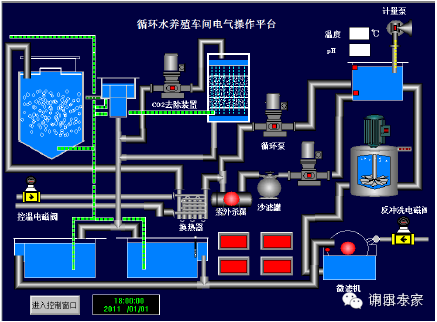 计量泵
循环水养殖车间电气操作平台
温度 ℃
pH
CO2去除装置
循环泵
控温电磁阀
换热器
紫外杀菌
沙滤罐
反冲洗电磁阀
微滤机
进入控制窗口
18:00:00
2011 /01/01